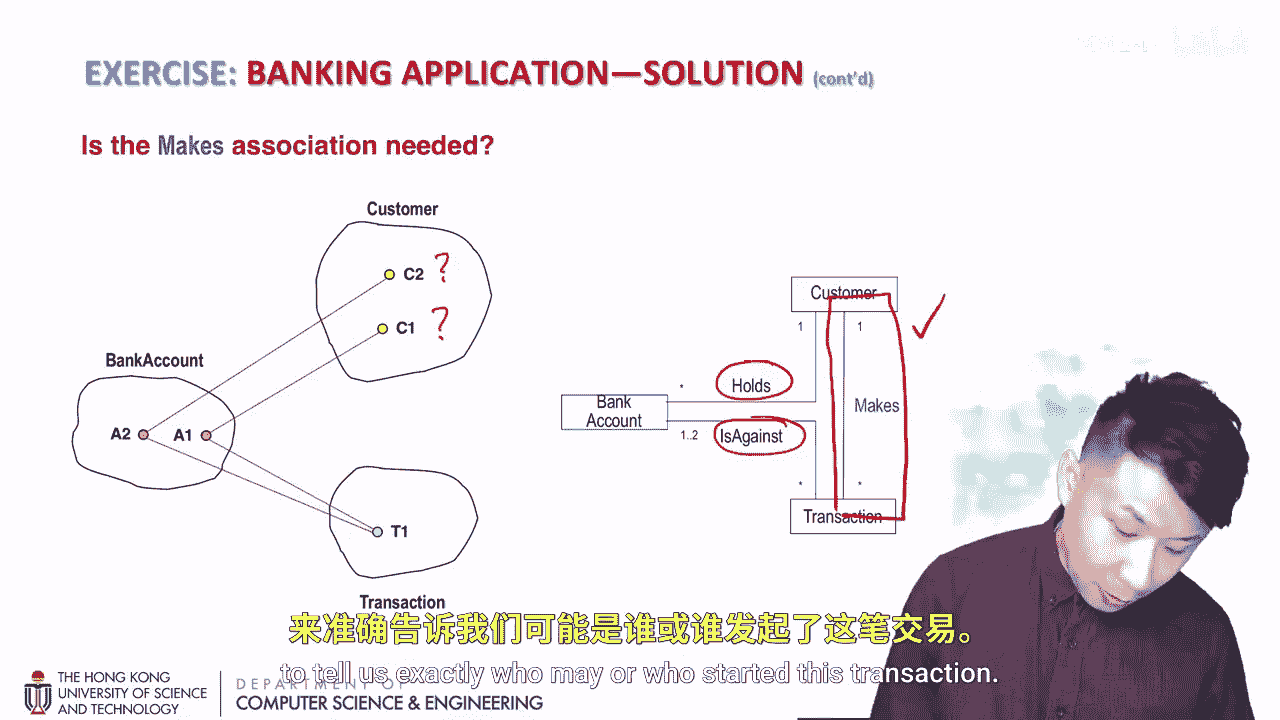 EXERCISE: BANKING APPLICATION—SOLUTION (cont'd)
Is the Makes association needed?
Customer
C2 ?
C1 ?
BankAccount
A2 A1
T1
Transaction
Customer
1 1
* Holds
Bank Account
Makes
1..2 IsAgainst
* *
Transaction
来准确告诉我们可能是谁或谁发起了这笔交易。
to tell us exactly who may or who started this transaction.
THE HONG KONG
UNIVERSITY OF SCIENCE
AND TECHNOLOGY
DEPARTMENT OF
COMPUTER SCIENCE & ENGINEERING